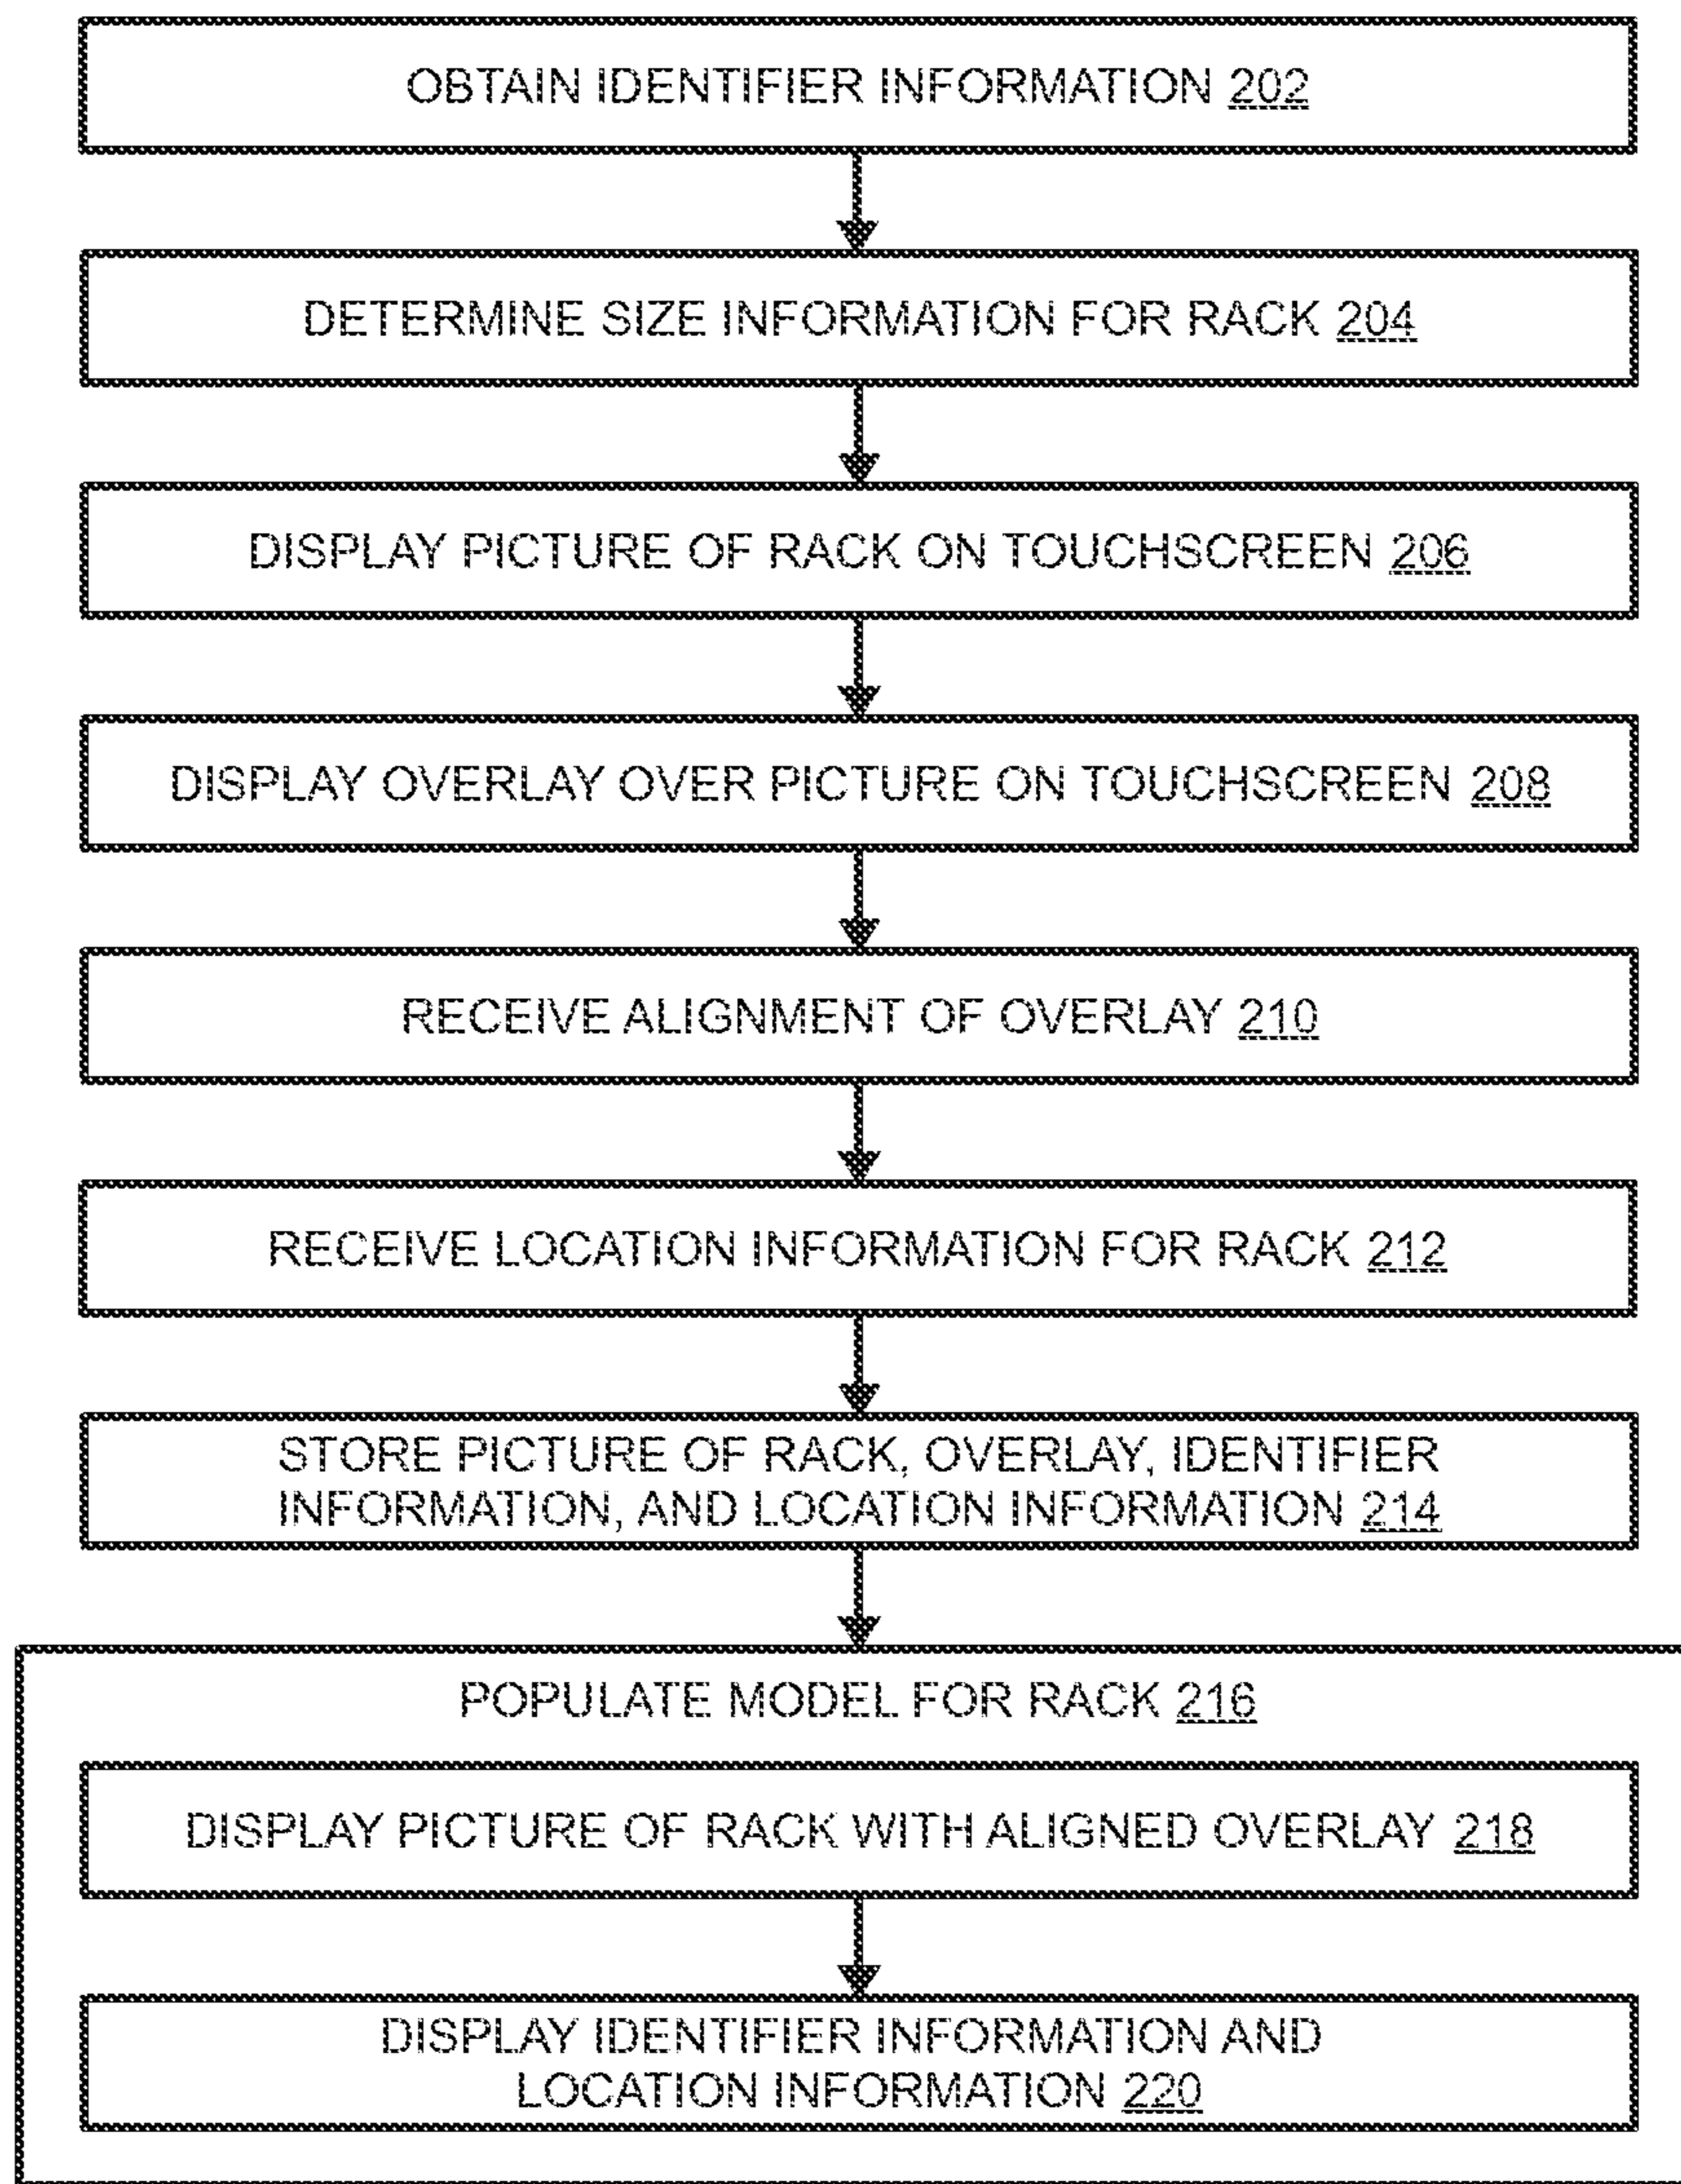 OBTAIN IDENTIFIER INFORMATION 202
DETERMINE SIZE INFORMATION FOR RACK 204
DISPLAY PICTURE OF RACK ON TOUCHSCREEN 206
DISPLAY OVERLAY OVER PICTURE ON TOUCHSCREEN 208
RECEIVE ALIGNMENT OF OVERLAY 210
RECEIVE LOCATION INFORMATION FOR RACK 212
STORE PICTURE OF RACK, OVERLAY, IDENTIFIER
INFORMATION, AND LOCATION INFORMATION 214
POPULATE MODEL FOR RACK 216
DISPLAY PICTURE OF RACK WITH ALIGNED OVERLAY 218
DISPLAY IDENTIFIER INFORMATION AND
LOCATION INFORMATION 220